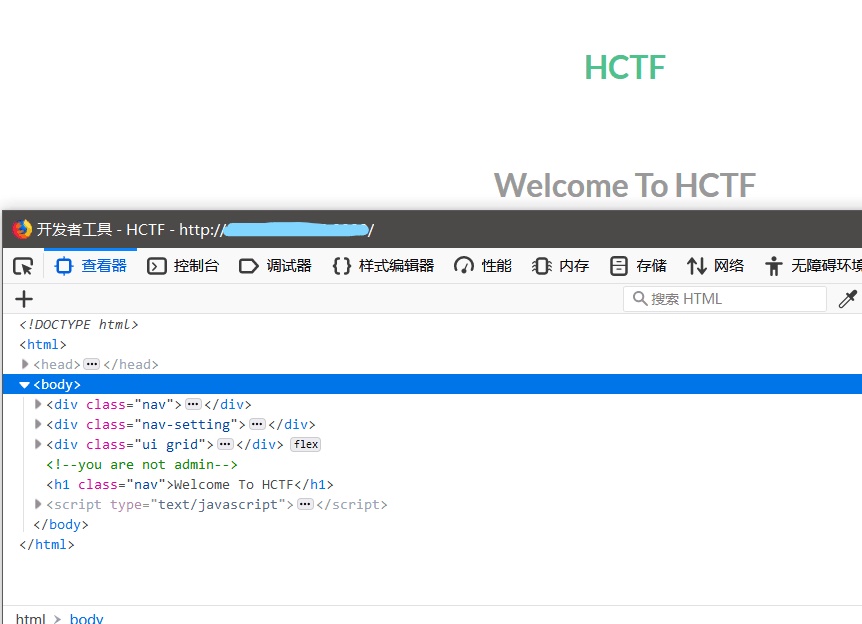 HCTF
Welcome To HCTF
开发者工具 - HCTF - http:// /
查看器 控制台 调试器 {} 样式编辑器 性能 内存 存储 网络 无障碍环
+ 搜索 HTML
<!DOCTYPE html>
<html>
<head> ••• </head>
<body>
<div class="nav"> ••• </div>
<div class="nav-setting"> ••• </div>
<div class="ui grid"> ••• </div> flex
<!--you are not admin-->
<h1 class="nav">Welcome To HCTF</h1>
<script type="text/javascript"> ••• </script>
</body>
</html>
html > body